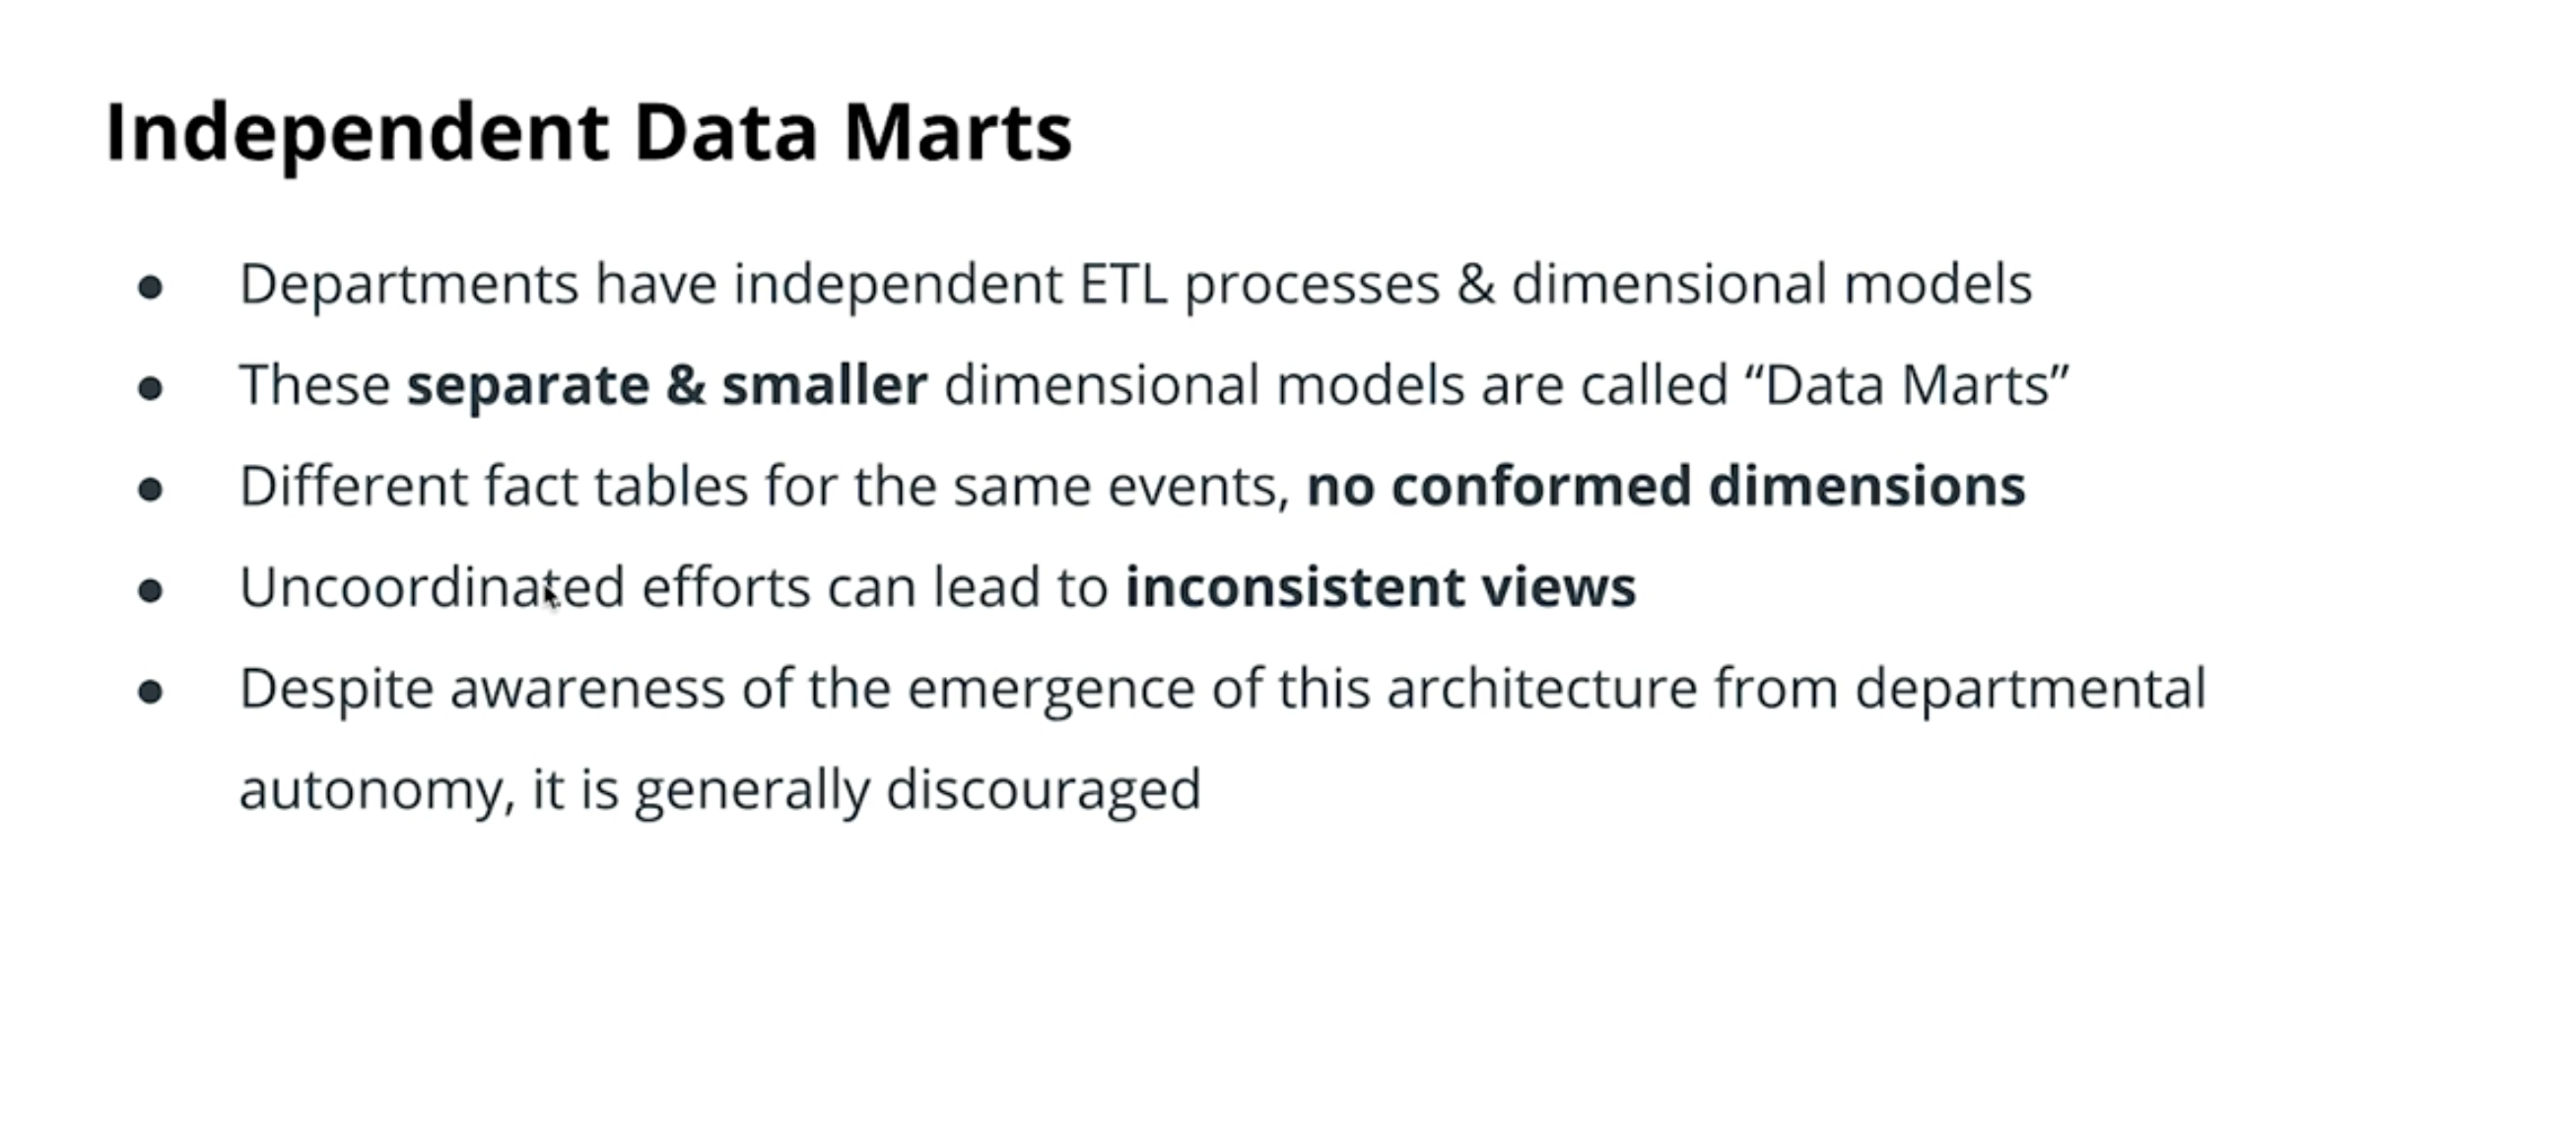 Independent Data Marts
● Departments have independent ETL processes & dimensional models
● These separate & smaller dimensional models are called “Data Marts”
● Different fact tables for the same events, no conformed dimensions
● Uncoordinated efforts can lead to inconsistent views
● Despite awareness of the emergence of this architecture from departmental
autonomy, it is generally discouraged